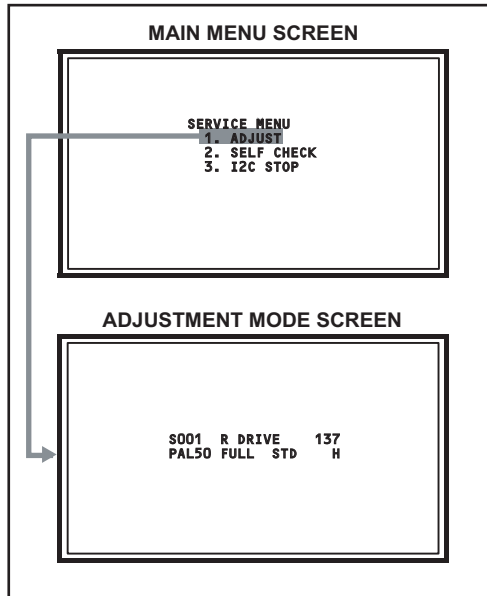 MAIN MENU SCREEN
SERVICE MENU
1. ADJUST
2. SELF CHECK
3. I2C STOP
ADJUSTMENT MODE SCREEN
S001 R DRIVE 137
PAL50 FULL STD H